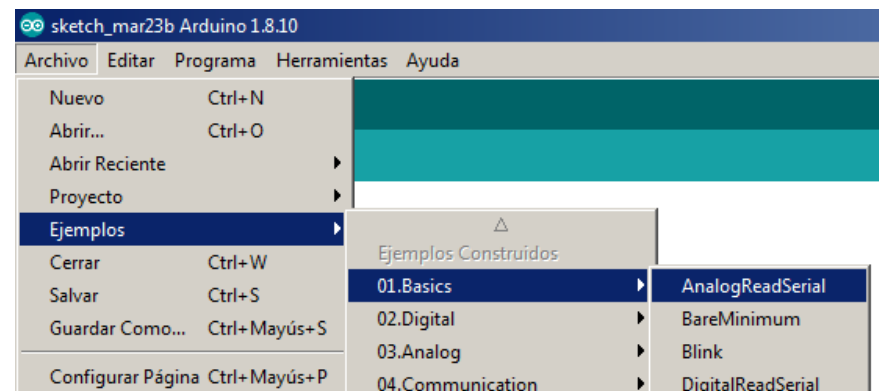 sketch_mar23b Arduino 1.8.10
Archivo Editar Programa Herramientas Ayuda
Nuevo Ctrl+N
Abrir... Ctrl+O
Abrir Reciente
Proyecto
Ejemplos
Cerrar Ctrl+W
Salvar Ctrl+S
Guardar Como... Ctrl+Mayús+S
Configurar Página Ctrl+Mayús+P
Ejemplos Construidos
01.Basics
02.Digital
03.Analog
04.Communication
AnalogReadSerial
BareMinimum
Blink
DigitalReadSerial